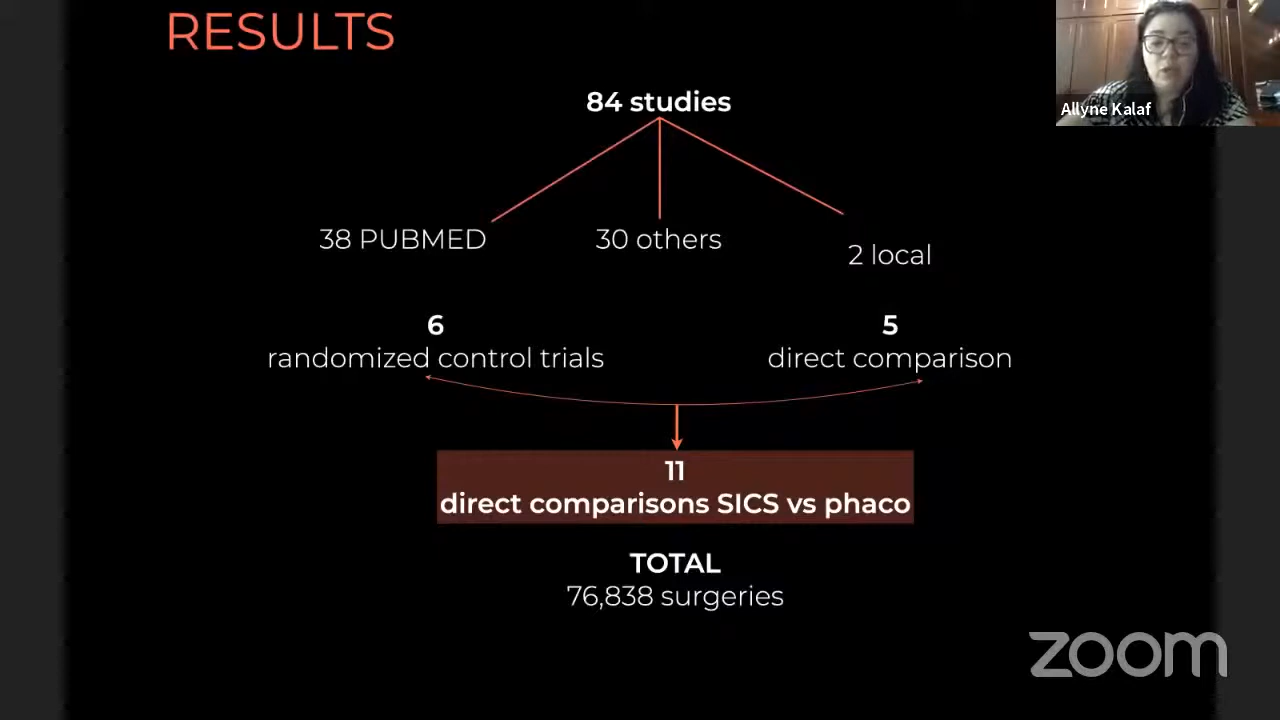 RESULTS
84 studies
Allyne Kalaf
38 PUBMED
30 others
2 local
6
randomized control trials
5
direct comparison
11
direct comparisons SICS vs phaco
TOTAL
76,838 surgeries
zoom